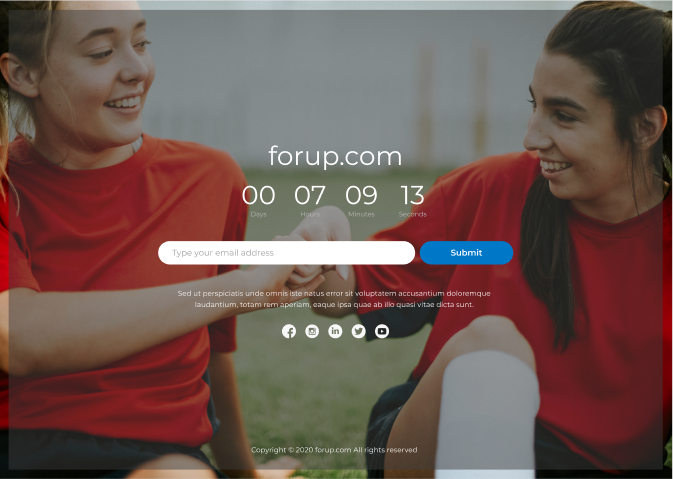 forup.com
00 07 09 13
Days Hours Minutes Seconds
Type your email address Submit
Sed ut perspiciatis unde omnis iste natus error sit voluptatem accusantium doloremque
laudantium, totam rem aperiam, eaque ipsa quae ab illo quasi vitae dicta sunt.
Copyright © 2020 forup.com All rights reserved